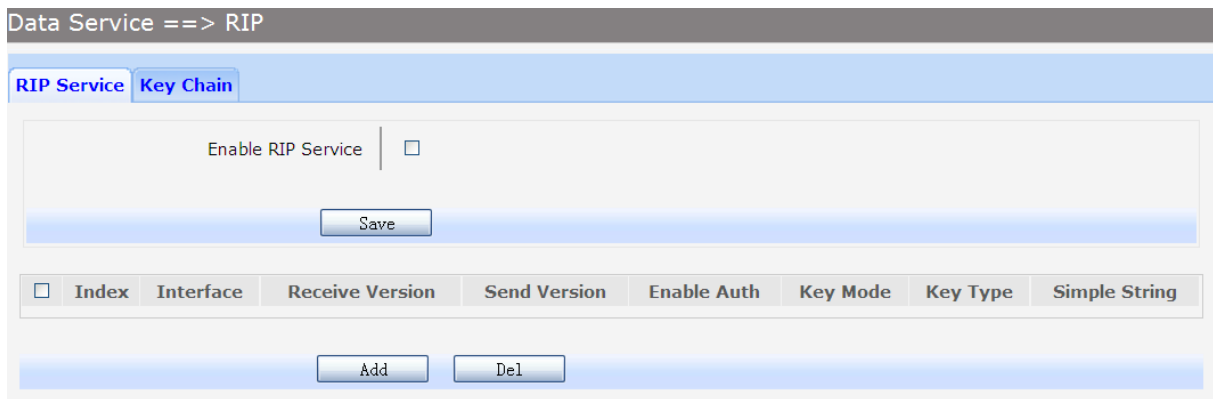 Data Service ==> RIP
RIP Service Key Chain
Enable RIP Service
Save
Index Interface Receive Version Send Version Enable Auth Key Mode Key Type Simple String
Add Del